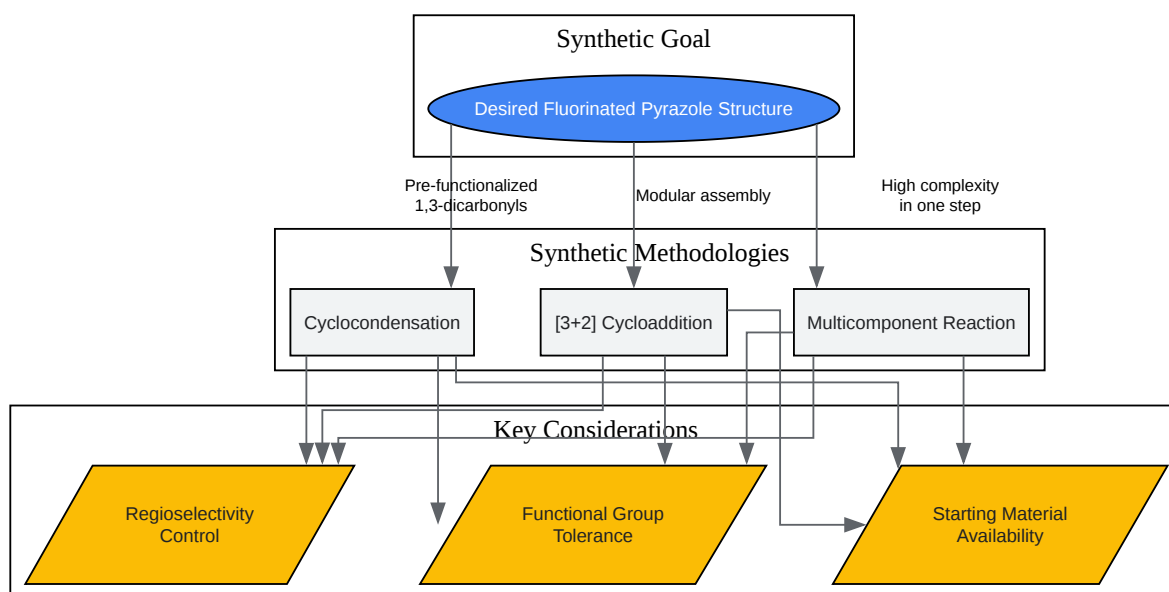 Synthetic Goal
Desired Fluorinated Pyrazole Structure
Pre-functionalized
1,3-dicarbonyls
Modular assembly
High complexity
in one step
Synthetic Methodologies
Cyclocondensation
[3+2] Cycloaddition
Multicomponent Reaction
Key Considerations
Regioselectivity
Control
Functional Group
Tolerance
Starting Material
Availability